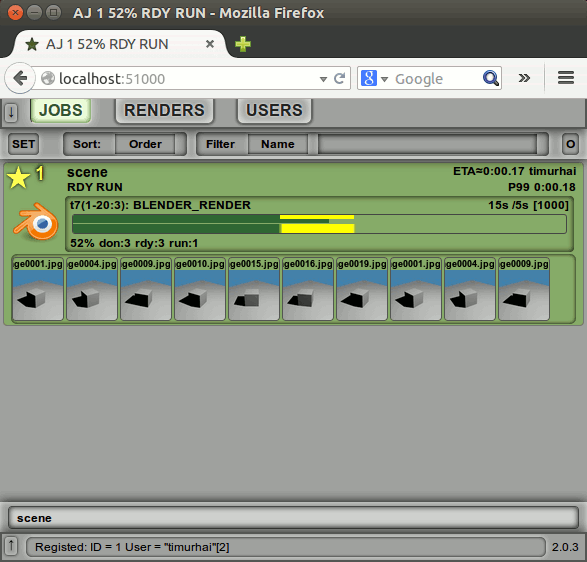 AJ 1 52% RDY RUN - Mozilla Firefox
AJ 1 52% RDY RUN
localhost:51000
Google
JOBS RENDERS USERS
SET Sort: Order Filter Name O
1 scene ETA≈0:00.17 timurhai
RDY RUN P99 0:00.18
t7(1-20:3): BLENDER_RENDER 15s /5s [1000]
52% don:3 rdy:3 run:1
ge0001.jpg ge0004.jpg ge0009.jpg ge0010.jpg ge0015.jpg ge0016.jpg ge0019.jpg ge0001.jpg ge0004.jpg ge0009.jpg
scene
Registed: ID = 1 User = "timurhai"[2] 2.0.3